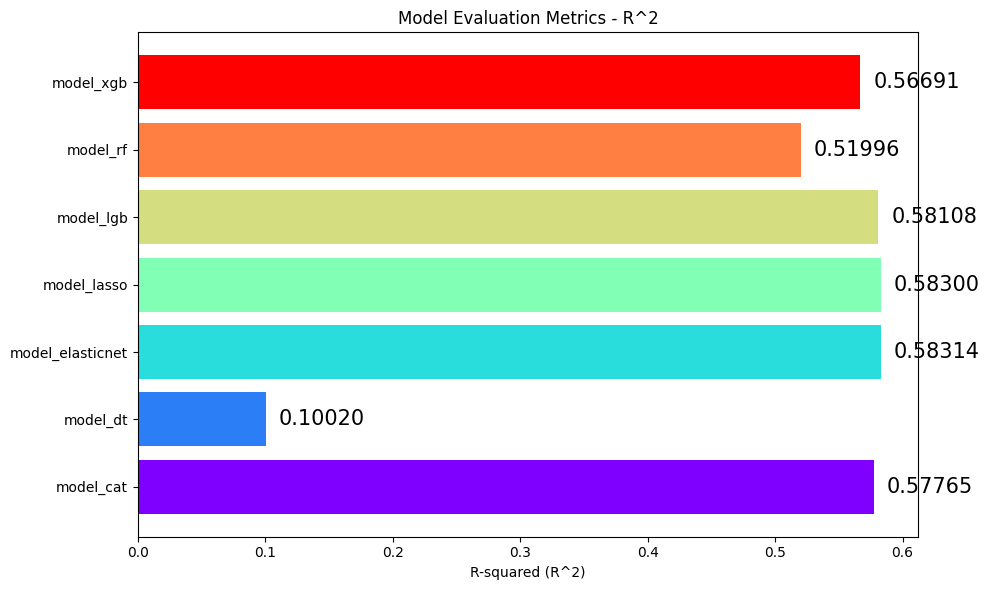 Model Evaluation Metrics - R^2
model_xgb
0.56691
model_rf
0.51996
model_lgb
0.58108
model_lasso
0.58300
model_elasticnet
0.58314
model_dt
0.10020
model_cat
0.57765
0.0 0.1 0.2 0.3 0.4 0.5 0.6
R-squared (R^2)